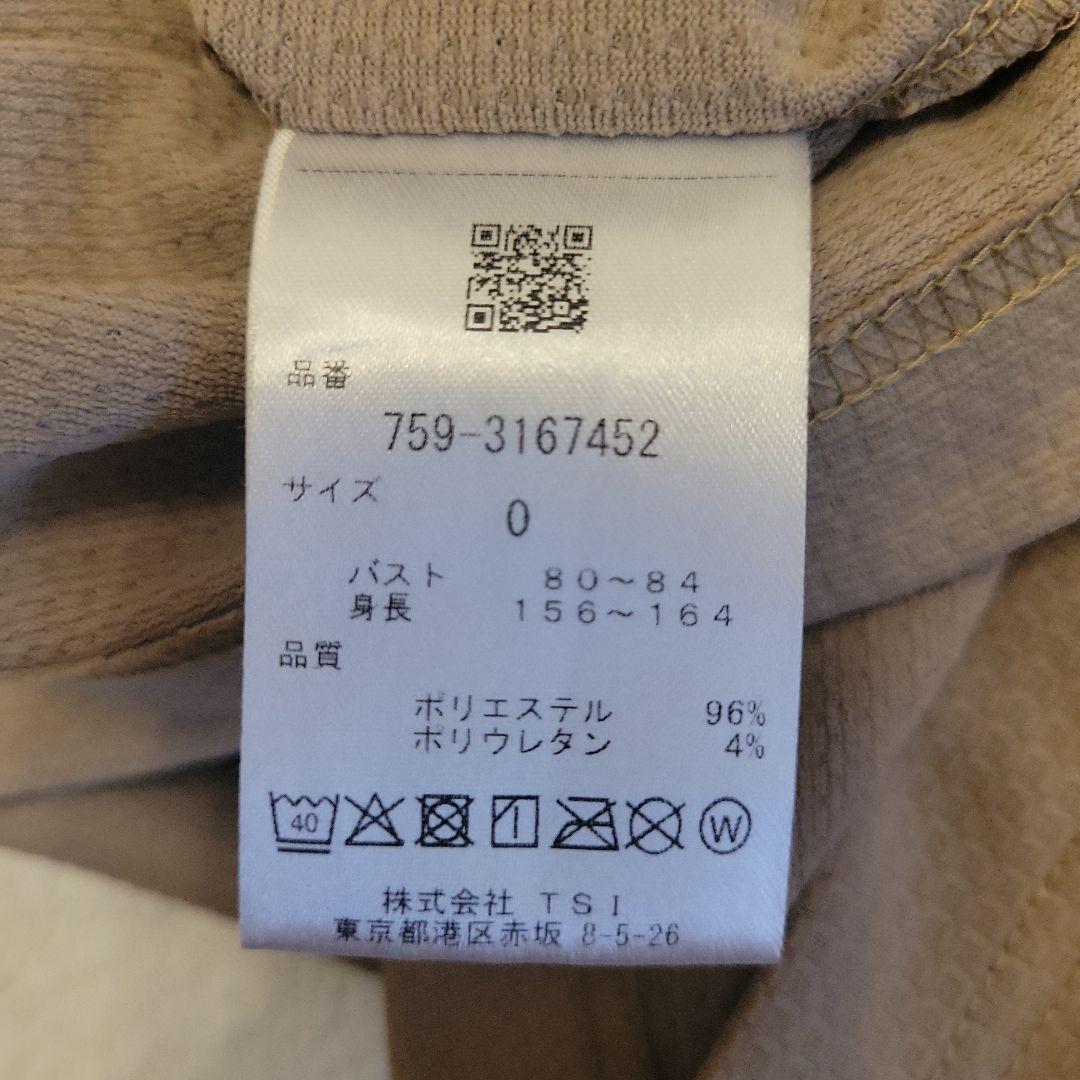 品番
759-3167452
サイズ
0
バスト 80～84
身長 156～164
品質
ポリエステル 96%
ポリウレタン 4%
40 W
株式会社 TSI
東京都港区赤坂 8-5-26